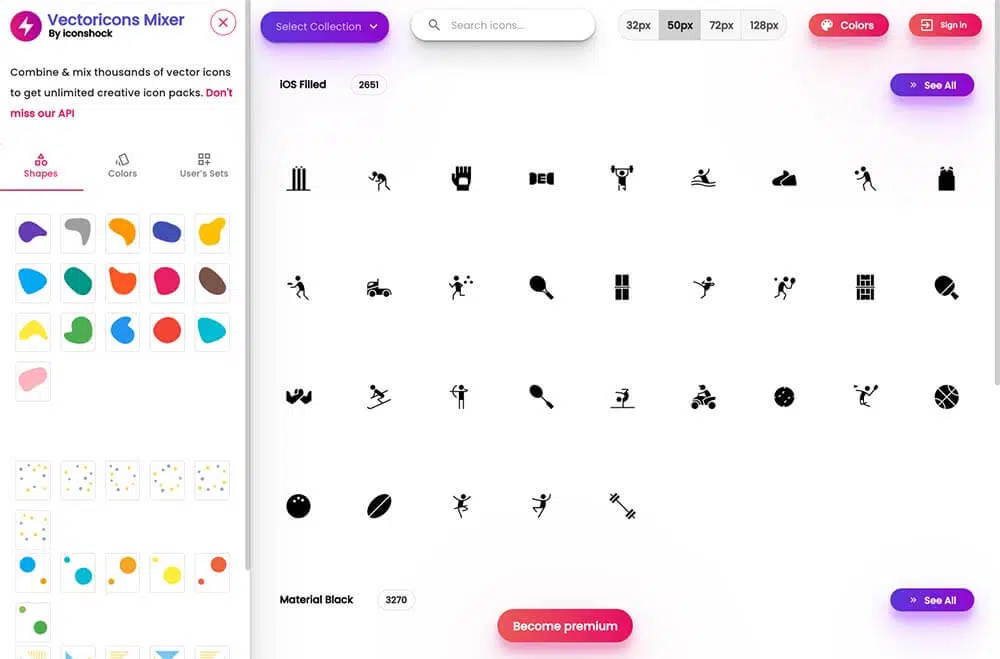 Vectoricons Mixer
By iconshock
Combine & mix thousands of vector icons
to get unlimited creative icon packs. Don't
miss our API
Shapes
Colors
User's Sets
Select Collection
Search icons...
32px
50px
72px
128px
Colors
Sign in
iOS Filled
2651
See All
Material Black
3270
See All
Become premium